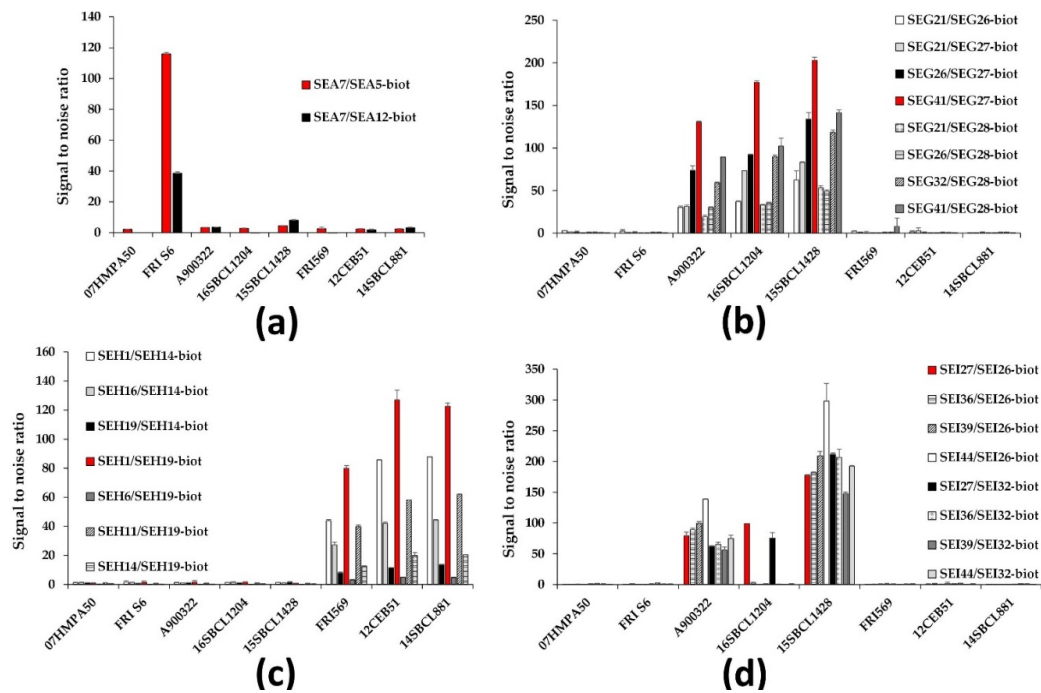 140
120
100
80
60
40
20
0
Signal to noise ratio
SEA7/SEA5-biot
SEA7/SEA12-biot
07HMPA50
FRI S6
A900322
16SBCL1204
15SBCL1428
FRI569
12CEB51
14SBCL881
(a)
250
200
150
100
50
0
Signal to noise ratio
SEG21/SEG26-biot
SEG21/SEG27-biot
SEG26/SEG27-biot
SEG41/SEG27-biot
SEG21/SEG28-biot
SEG26/SEG28-biot
SEG32/SEG28-biot
SEG41/SEG28-biot
07HMPA50
FRI S6
A900322
16SBCL1204
15SBCL1428
FRI569
12CEB51
14SBCL881
(b)
160
140
120
100
80
60
40
20
0
Signal to noise ratio
SEH1/SEH14-biot
SEH16/SEH14-biot
SEH19/SEH14-biot
SEH1/SEH19-biot
SEH6/SEH19-biot
SEH11/SEH19-biot
SEH14/SEH19-biot
07HMPA50
FRI S6
A900322
16SBCL1204
15SBCL1428
FRI569
12CEB51
14SBCL881
(c)
350
300
250
200
150
100
50
0
Signal to noise ratio
SEI27/SEI26-biot
SEI36/SEI26-biot
SEI39/SEI26-biot
SEI44/SEI26-biot
SEI27/SEI32-biot
SEI36/SEI32-biot
SEI39/SEI32-biot
SEI44/SEI32-biot
07HMPA50
FRI S6
A900322
16SBCL1204
15SBCL1428
FRI569
12CEB51
14SBCL881
(d)